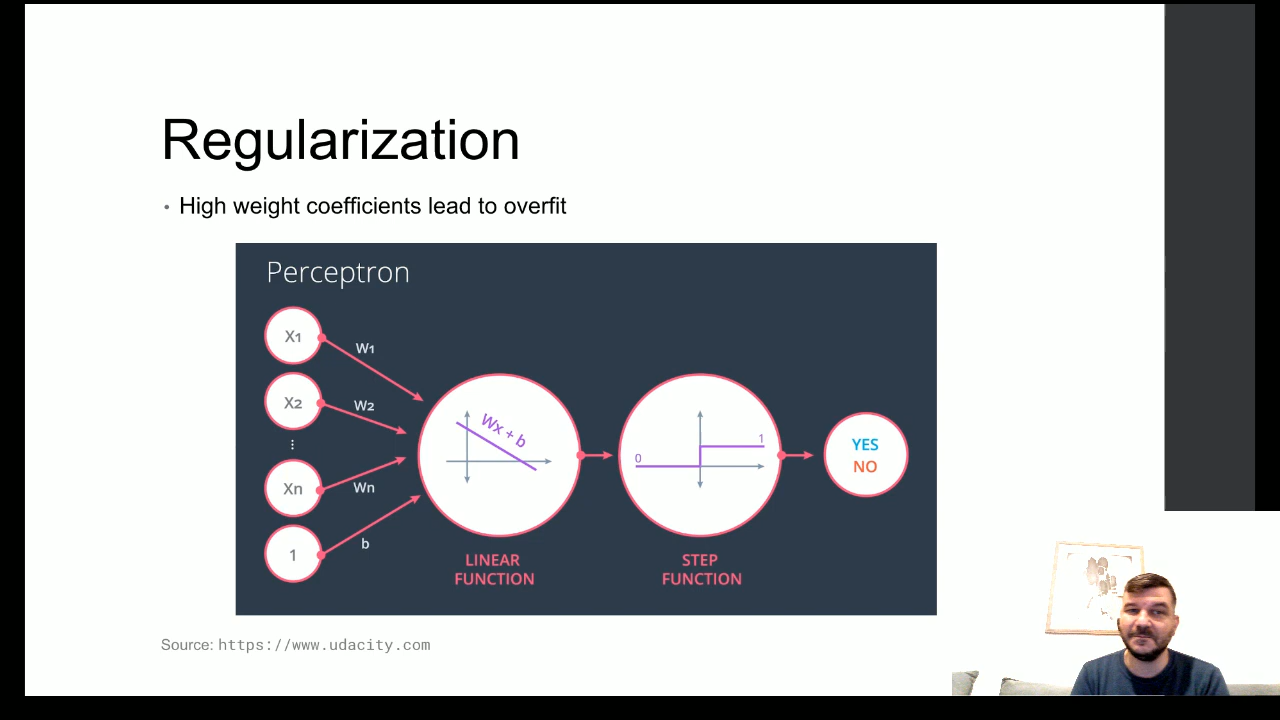 Regularization
• High weight coefficients lead to overfit
Perceptron
X1
W1
X2
W2
⋮
Xn
Wn
1
b
Wx + b
LINEAR
FUNCTION
0
1
STEP
FUNCTION
YES
NO
Source: https://www.udacity.com